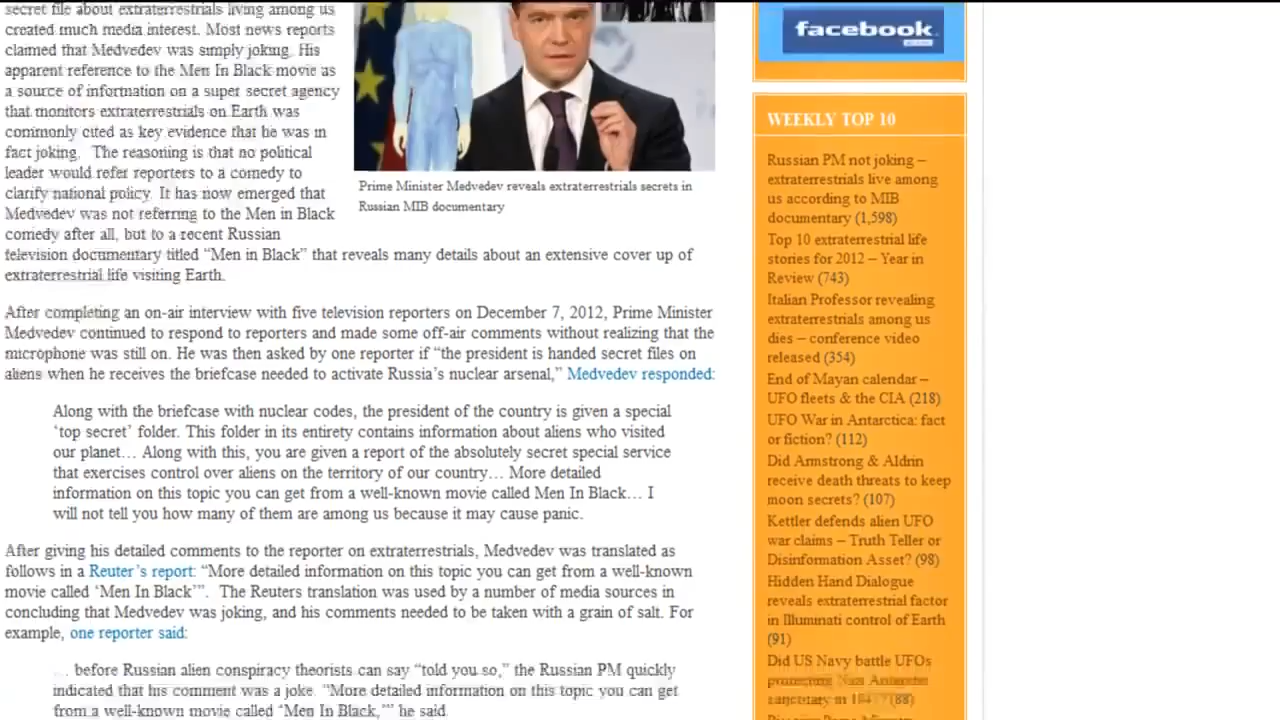 secret file about extraterrestrials living among us
created much media interest. Most news reports
claimed that Medvedev was simply joking. His
apparent reference to the Men In Black movie as
a source of information on a super secret agency
that monitors extraterrestrials on Earth was
commonly cited as key evidence that he was in
fact joking. The reasoning is that no political
leader would refer reporters to a comedy to
clarify national policy. It has now emerged that
Medvedev was not referring to the Men in Black
comedy after all, but to a recent Russian
television documentary titled “Men in Black” that reveals many details about an extensive cover up of
extraterrestrial life visiting Earth.
Prime Minister Medvedev reveals extraterrestrials secrets in
Russian MIB documentary
After completing an on-air interview with five television reporters on December 7, 2012, Prime Minister
Medvedev continued to respond to reporters and made some off-air comments without realizing that the
microphone was still on. He was then asked by one reporter if “the president is handed secret files on
aliens when he receives the briefcase needed to activate Russia’s nuclear arsenal,” Medvedev responded:
Along with the briefcase with nuclear codes, the president of the country is given a special
‘top secret’ folder. This folder in its entirety contains information about aliens who visited
our planet… Along with this, you are given a report of the absolutely secret special service
that exercises control over aliens on the territory of our country… More detailed
information on this topic you can get from a well-known movie called Men In Black… I
will not tell you how many of them are among us because it may cause panic.
After giving his detailed comments to the reporter on extraterrestrials, Medvedev was translated as
follows in a Reuter’s report: “More detailed information on this topic you can get from a well-known
movie called ‘Men In Black’”. The Reuters translation was used by a number of media sources in
concluding that Medvedev was joking, and his comments needed to be taken with a grain of salt. For
example, one reporter said:
… before Russian alien conspiracy theorists can say “told you so,” the Russian PM quickly
indicated that his comment was a joke. “More detailed information on this topic you can get
from a well-known movie called ‘Men In Black,’” he said.
facebook
WEEKLY TOP 10
Russian PM not joking –
extraterrestrials live among
us according to MIB
documentary (1,598)
Top 10 extraterrestrial life
stories for 2012 – Year in
Review (743)
Italian Professor revealing
extraterrestrials among us
dies – conference video
released (354)
End of Mayan calendar –
UFO fleets & the CIA (218)
UFO War in Antarctica: fact
or fiction? (112)
Did Armstrong & Aldrin
receive death threats to keep
moon secrets? (107)
Kettler defends alien UFO
war claims – Truth Teller or
Disinformation Asset? (98)
Hidden Hand Dialogue
reveals extraterrestrial factor
in Illuminati control of Earth
(91)
Did US Navy battle UFOs
protecting Nazi Antarctic
sanctuary in 1947? (88)